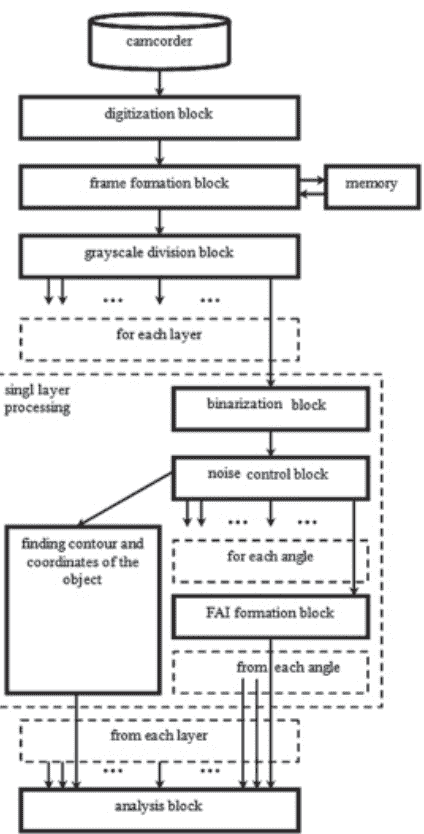 camcorder
digitization block
frame formation block
memory
grayscale division block
...
...
for each layer
singl layer
processing
binarization block
noise control block
...
...
finding contour and
coordinates of the
object
for each angle
FAI formation block
from each angle
from each layer
...
...
analysis block